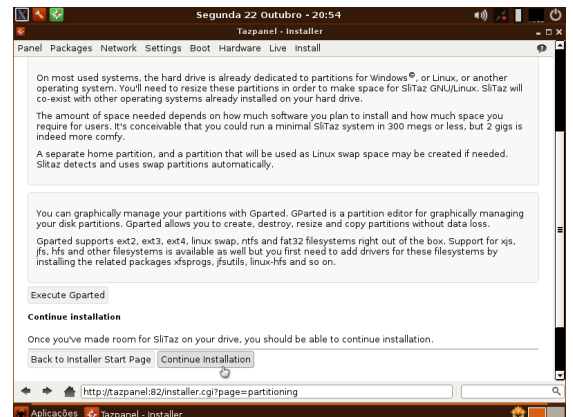 Segunda 22 Outubro - 20:54
Tazpanel - Installer
Panel Packages Network Settings Boot Hardware Live Install
On most used systems, the hard drive is already dedicated to partitions for Windows®, or Linux, or another
operating system. You'll need to resize these partitions in order to make space for SliTaz GNU/Linux. SliTaz will
co-exist with other operating systems already installed on your hard drive.
The amount of space needed depends on how much software you plan to install and how much space you
require for users. It's conceivable that you could run a minimal SliTaz system in 300 megs or less, but 2 gigs is
indeed more comfy.
A separate home partition, and a partition that will be used as Linux swap space may be created if needed.
Slitaz detects and uses swap partitions automatically.
You can graphically manage your partitions with Gparted. GParted is a partition editor for graphically managing
your disk partitions. Gparted allows you to create, destroy, resize and copy partitions without data loss.
Gparted supports ext2, ext3, ext4, linux swap, ntfs and fat32 filesystems right out of the box. Support for xjs,
jfs, hfs and other filesystems is available as well but you first need to add drivers for these filesystems by
installing the related packages xfsprogs, jfsutils, linux-hfs and so on.
Execute Gparted
Continue installation
Once you've made room for SliTaz on your drive, you should be able to continue installation.
Back to Installer Start Page Continue Installation
http://tazpanel:82/installer.cgi?page=partitioning
Aplicações Tazpanel - Installer